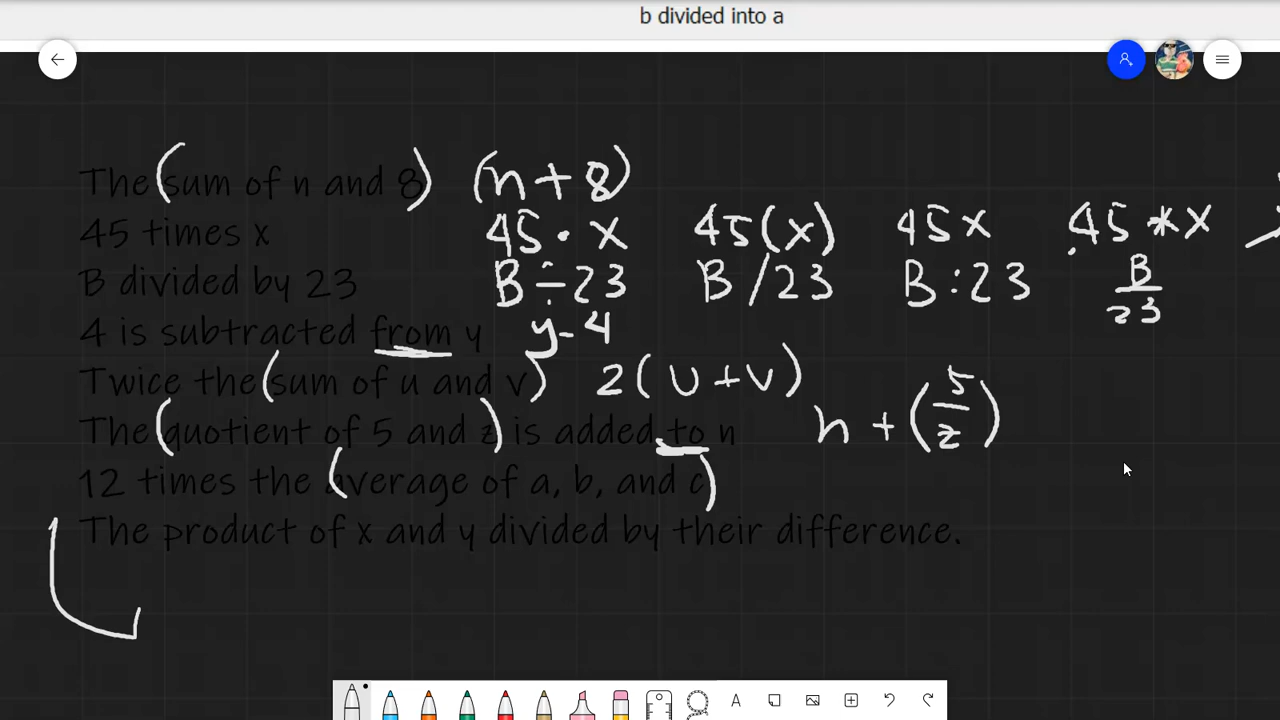 b divided into a
The (sum of n and 8) (n + 8)
45 times x 45 · x 45(x) 45x 45 * x
B divided by 23 B ÷ 23 B / 23 B : 23 B/23
4 is subtracted from y y - 4
Twice the (sum of u and v) 2(u + v)
The (quotient of 5 and z) is added to n n + (5/z)
12 times the (average of a, b, and c)
The product of x and y divided by their difference.
A